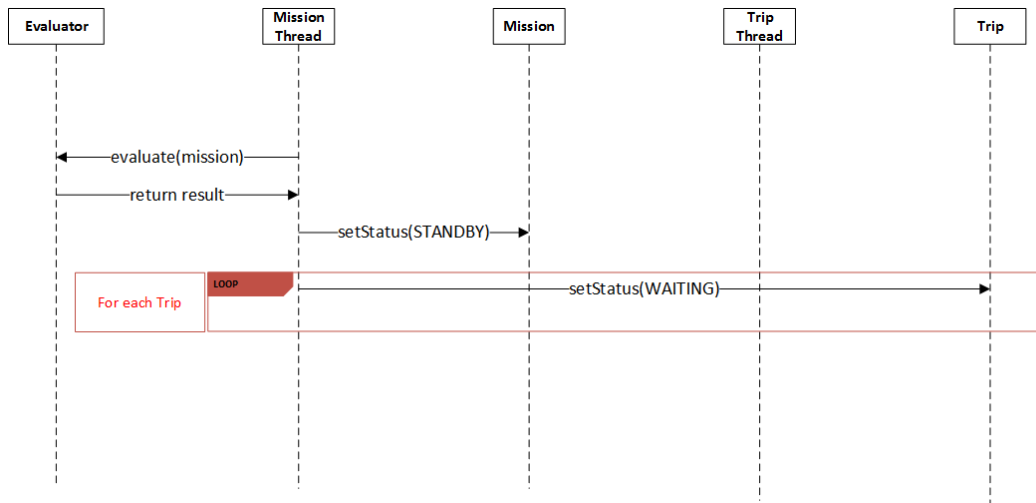 Evaluator
Mission
Thread
Mission
Trip
Thread
Trip
evaluate(mission)
return result
setStatus(STANDBY)
For each Trip
LOOP
setStatus(WAITING)